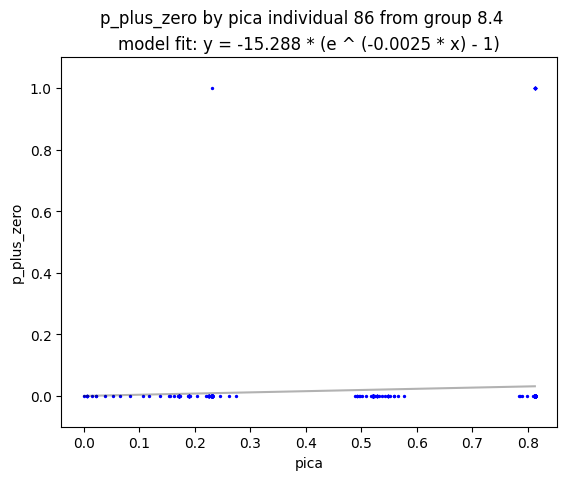 p_plus_zero by pica individual 86 from group 8.4
model fit: y = -15.288 * (e ^ (-0.0025 * x) - 1)
1.0
0.8
0.6
0.4
0.2
0.0
p_plus_zero
0.0 0.1 0.2 0.3 0.4 0.5 0.6 0.7 0.8
pica